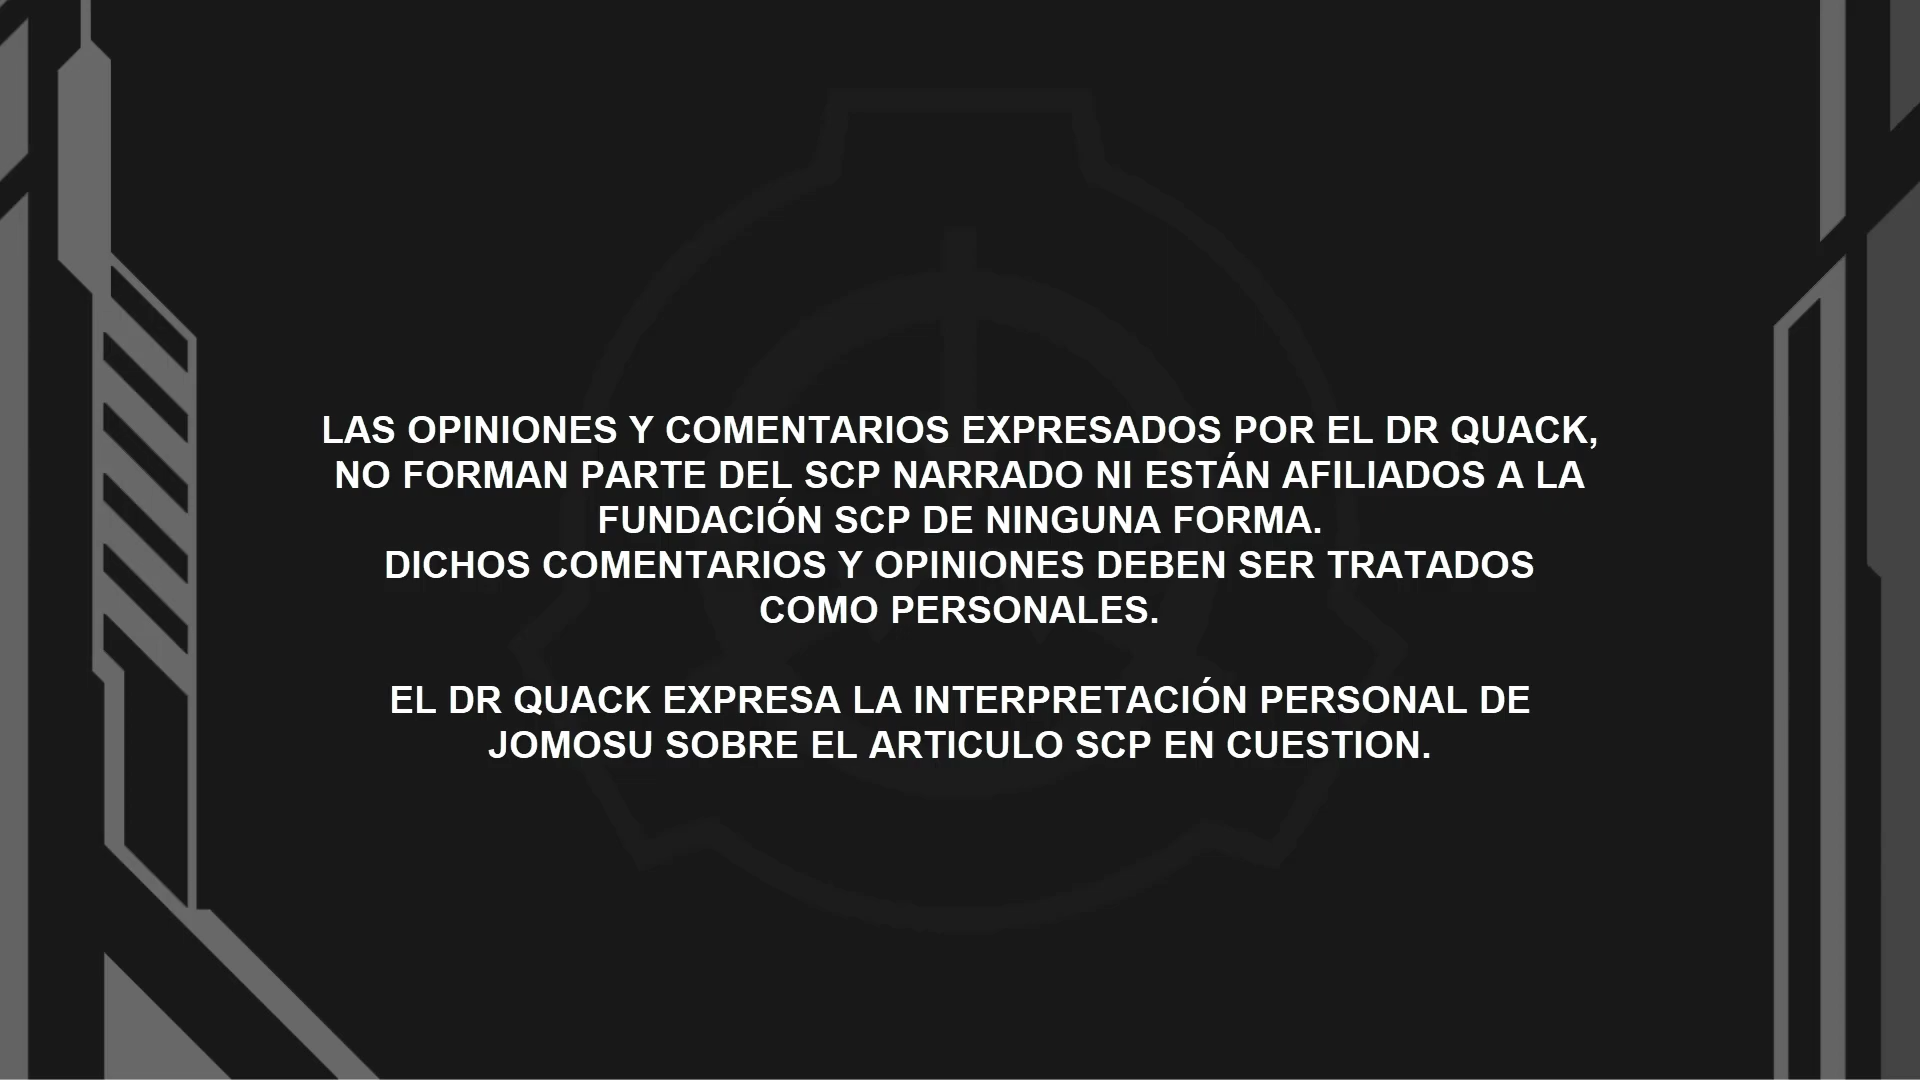 LAS OPINIONES Y COMENTARIOS EXPRESADOS POR EL DR QUACK,
NO FORMAN PARTE DEL SCP NARRADO NI ESTÁN AFILIADOS A LA
FUNDACIÓN SCP DE NINGUNA FORMA.
DICHOS COMENTARIOS Y OPINIONES DEBEN SER TRATADOS
COMO PERSONALES.
EL DR QUACK EXPRESA LA INTERPRETACIÓN PERSONAL DE
JOMOSU SOBRE EL ARTICULO SCP EN CUESTION.